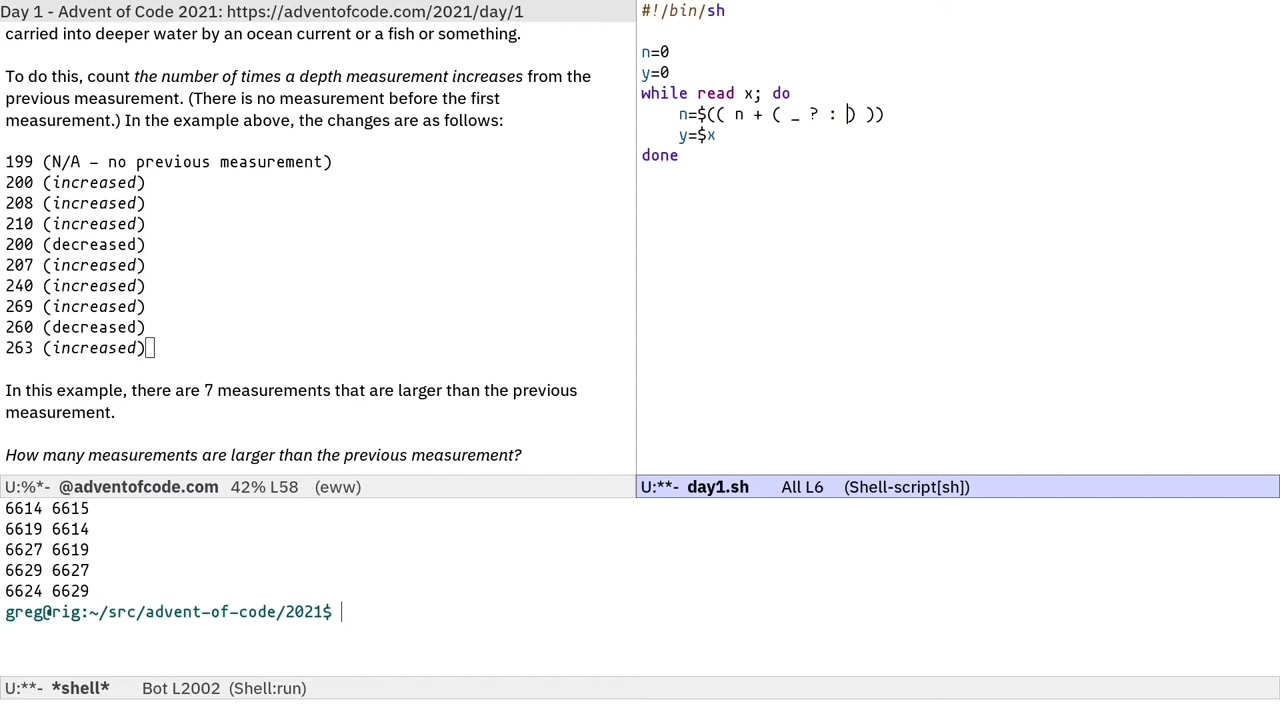 Day 1 - Advent of Code 2021: https://adventofcode.com/2021/day/1
carried into deeper water by an ocean current or a fish or something.
To do this, count the number of times a depth measurement increases from the
previous measurement. (There is no measurement before the first
measurement.) In the example above, the changes are as follows:
199 (N/A - no previous measurement)
200 (increased)
208 (increased)
210 (increased)
200 (decreased)
207 (increased)
240 (increased)
269 (increased)
260 (decreased)
263 (increased)
In this example, there are 7 measurements that are larger than the previous
measurement.
How many measurements are larger than the previous measurement?
U:%*- @adventofcode.com 42% L58 (eww)
#!/bin/sh
n=0
y=0
while read x; do
    n=$(( n + ( _ ? : ) ))
    y=$x
done
U:**- day1.sh All L6 (Shell-script[sh])
6614 6615
6619 6614
6627 6619
6629 6627
6624 6629
greg@rig:~/src/advent-of-code/2021$
U:**- *shell* Bot L2002 (Shell:run)